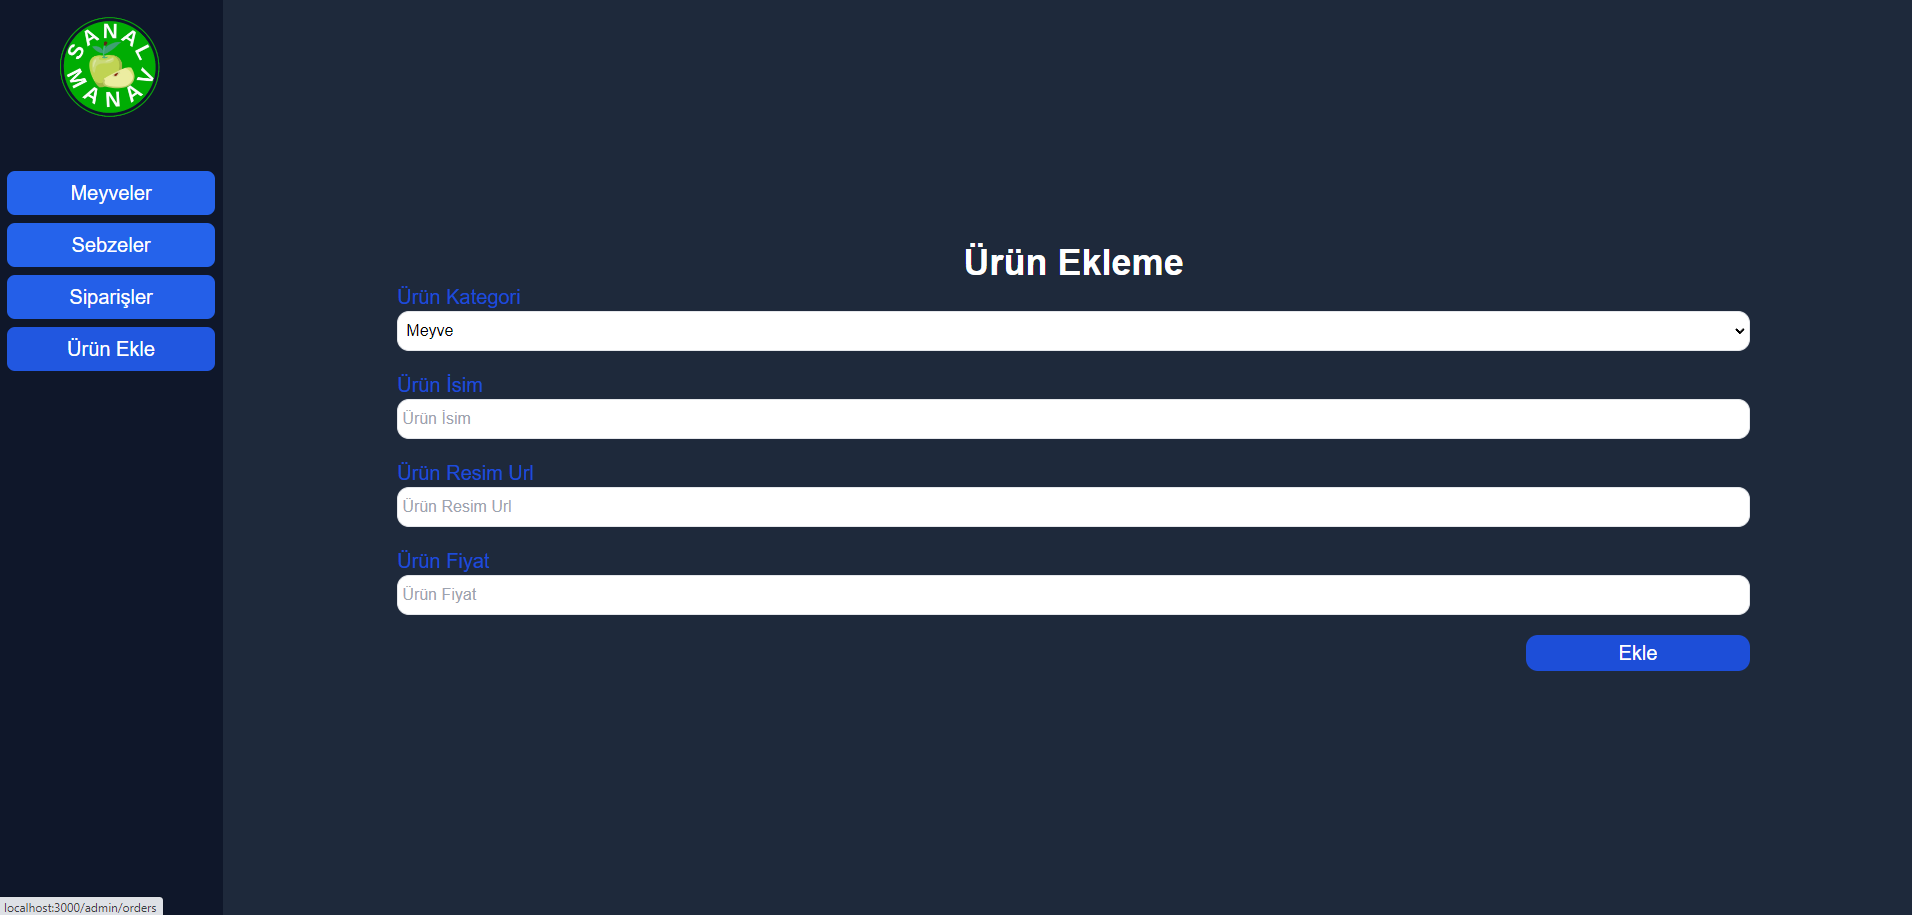 SANAL
MANAV
Meyveler
Sebzeler
Siparişler
Ürün Ekle
Ürün Ekleme
Ürün Kategori
Meyve
Ürün İsim
Ürün İsim
Ürün Resim Url
Ürün Resim Url
Ürün Fiyat
Ürün Fiyat
Ekle
localhost:3000/admin/orders